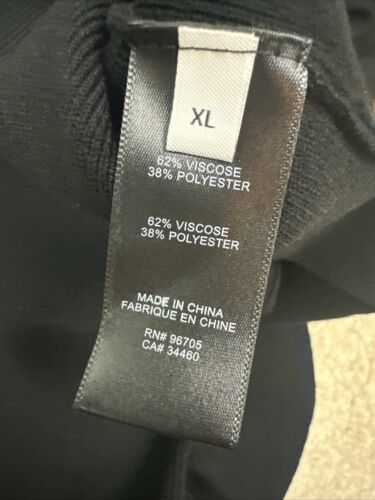 XL
62% VISCOSE
38% POLYESTER
62% VISCOSE
38% POLYESTER
MADE IN CHINA
FABRIQUE EN CHINE
RN# 96705
CA# 34460